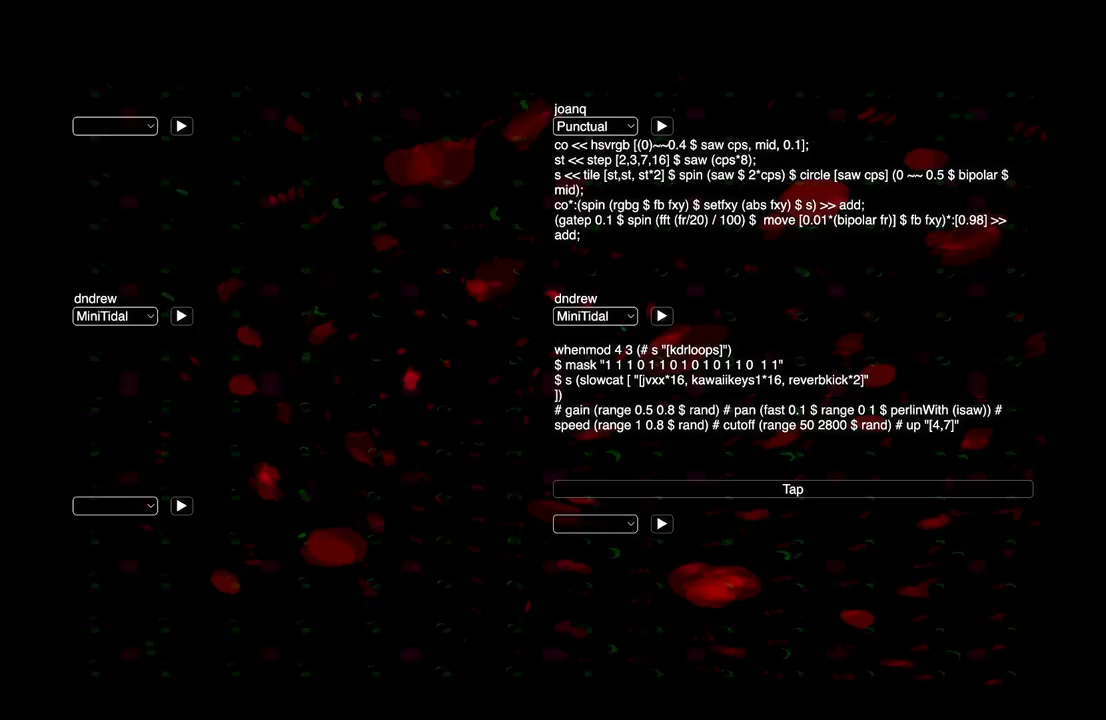 joanq
Punctual
co << hsvrgb [(0)~~0.4 $ saw cps, mid, 0.1];
st << step [2,3,7,16] $ saw (cps*8);
s << tile [st,st, st*2] $ spin (saw $ 2*cps) $ circle [saw cps] (0 ~~ 0.5 $ bipolar $
mid);
co*:(spin (rgbg $ fb fxy) $ setfxy (abs fxy) $ s) >> add;
(gatep 0.1 $ spin (fft (fr/20) / 100) $  move [0.01*(bipolar fr)] $ fb fxy)*:[0.98] >>
add;
dndrew
MiniTidal
dndrew
MiniTidal
whenmod 4 3 (# s "[kdrloops]")
$ mask "1 1 1 0 1 1 0 1 0 1 0 1 1 0  1 1"
$ s (slowcat [ "[jvxx*16, kawaiikeys1*16, reverbkick*2]"
])
# gain (range 0.5 0.8 $ rand) # pan (fast 0.1 $ range 0 1 $ perlinWith (isaw)) #
speed (range 1 0.8 $ rand) # cutoff (range 50 2800 $ rand) # up "[4,7]"
Tap